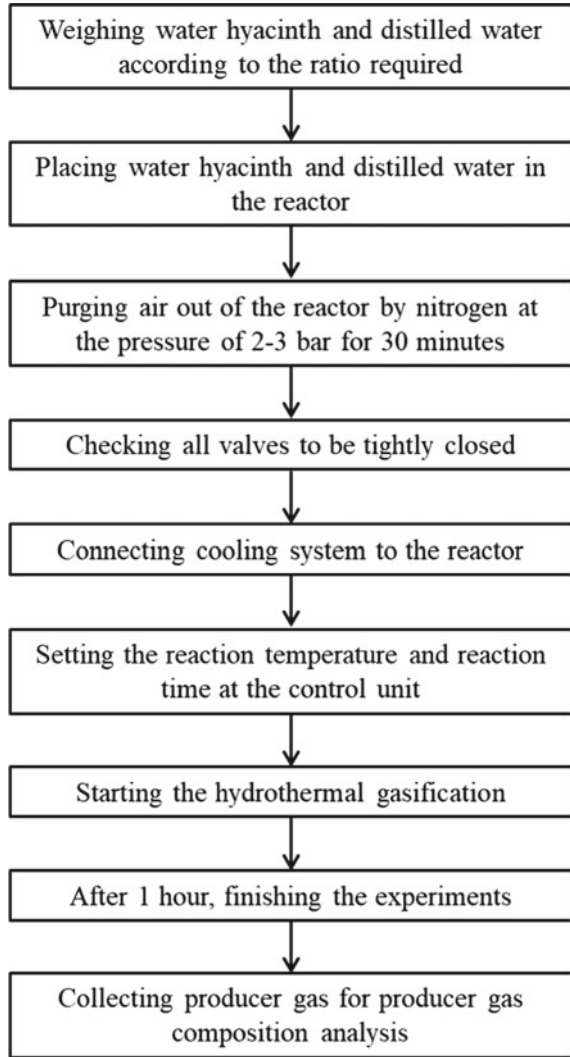 Weighing water hyacinth and distilled water
according to the ratio required
Placing water hyacinth and distilled water in
the reactor
Purging air out of the reactor by nitrogen at
the pressure of 2-3 bar for 30 minutes
Checking all valves to be tightly closed
Connecting cooling system to the reactor
Setting the reaction temperature and reaction
time at the control unit
Starting the hydrothermal gasification
After 1 hour, finishing the experiments
Collecting producer gas for producer gas
composition analysis